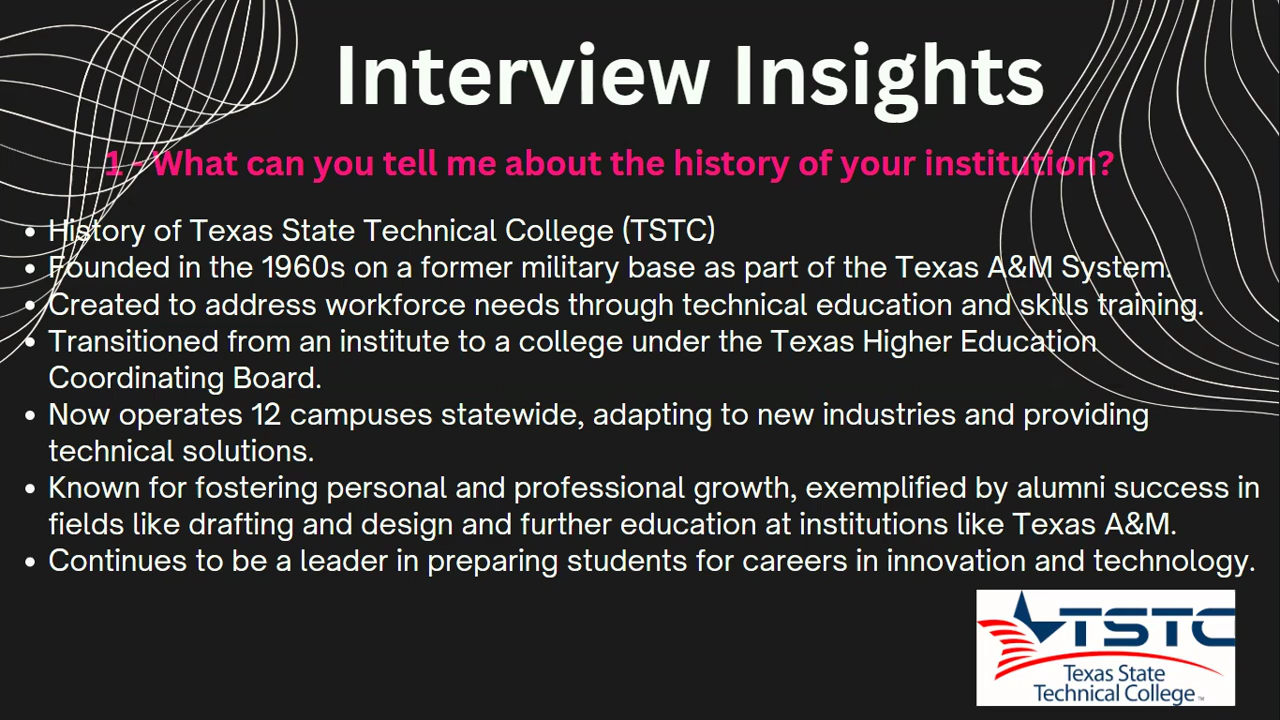 Interview Insights
1 - What can you tell me about the history of your institution?
• History of Texas State Technical College (TSTC)
• Founded in the 1960s on a former military base as part of the Texas A&M System.
• Created to address workforce needs through technical education and skills training.
• Transitioned from an institute to a college under the Texas Higher Education
Coordinating Board.
• Now operates 12 campuses statewide, adapting to new industries and providing
technical solutions.
• Known for fostering personal and professional growth, exemplified by alumni success in
fields like drafting and design and further education at institutions like Texas A&M.
• Continues to be a leader in preparing students for careers in innovation and technology.
TSTC
Texas State
Technical College™